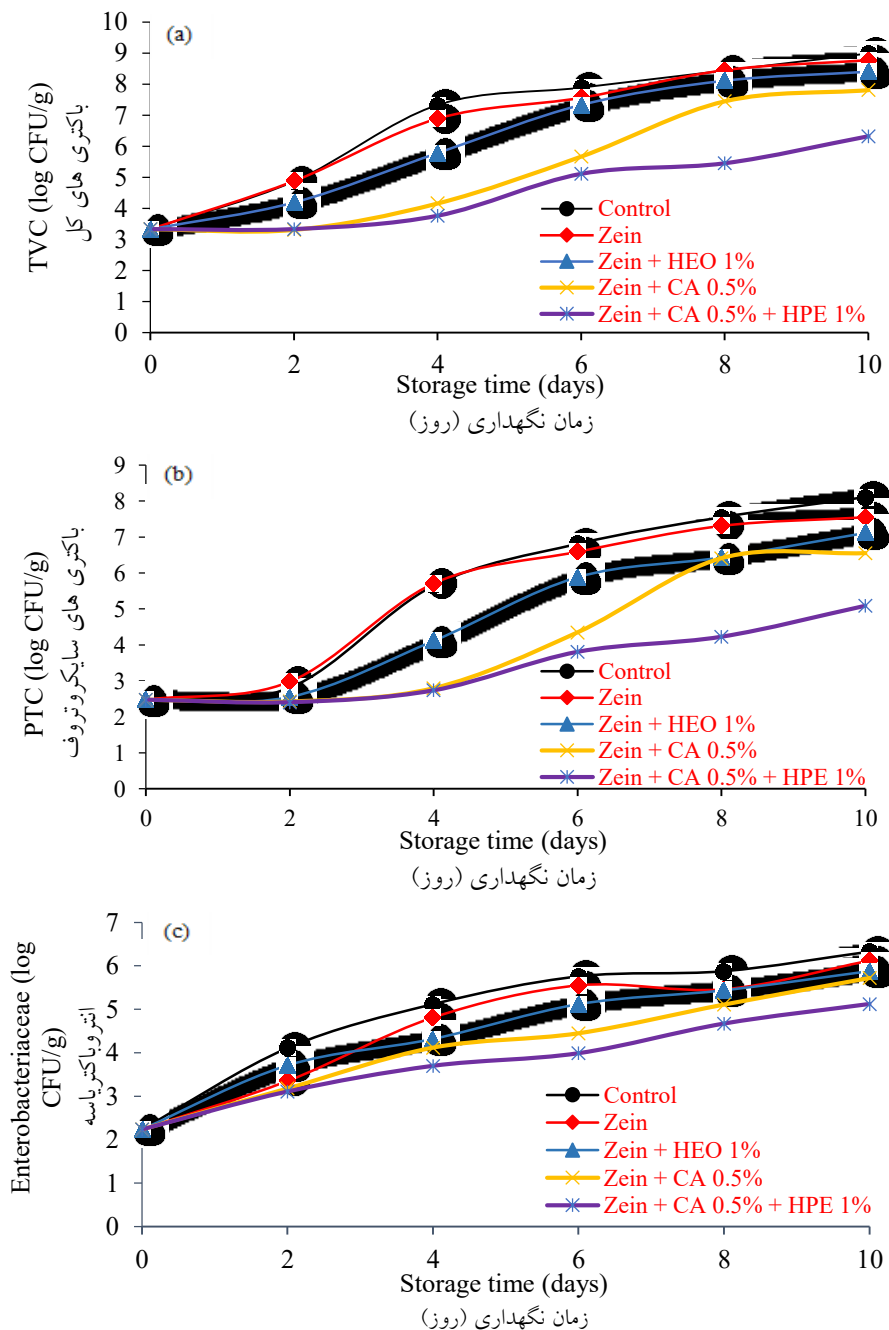 (a)
10
9
8
7
6
5
4
3
2
1
0
TVC (log CFU/g)
باکتری های کل
Control
Zein
Zein + HEO 1%
Zein + CA 0.5%
Zein + CA 0.5% + HPE 1%
0 2 4 6 8 10
Storage time (days)
زمان نگهداری (روز)
(b)
9
8
7
6
5
4
3
2
1
0
PTC (log CFU/g)
باکتری های سایکروتروف
Control
Zein
Zein + HEO 1%
Zein + CA 0.5%
Zein + CA 0.5% + HPE 1%
0 2 4 6 8 10
Storage time (days)
زمان نگهداری (روز)
(c)
7
6
5
4
3
2
1
0
Enterobacteriaceae (log
CFU/g)
انتروباکتریاسه
Control
Zein
Zein + HEO 1%
Zein + CA 0.5%
Zein + CA 0.5% + HPE 1%
0 2 4 6 8 10
Storage time (days)
زمان نگهداری (روز)